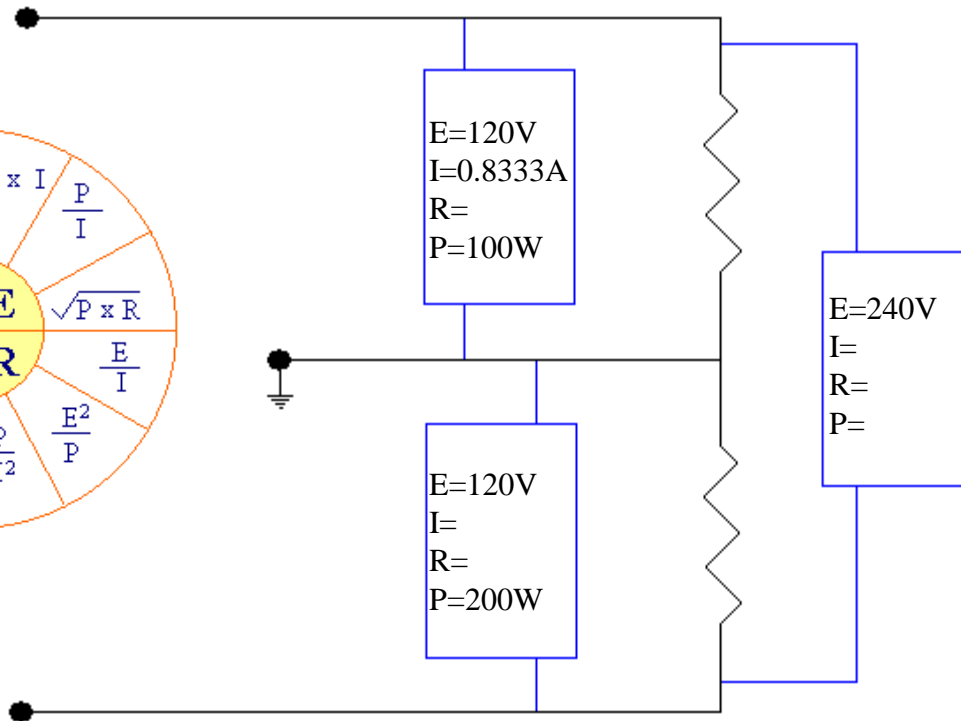 x I
P
I
√P x R
E
I
E²
P
E
R
E=120V
I=0.8333A
R=
P=100W
E=120V
I=
R=
P=200W
E=240V
I=
R=
P=